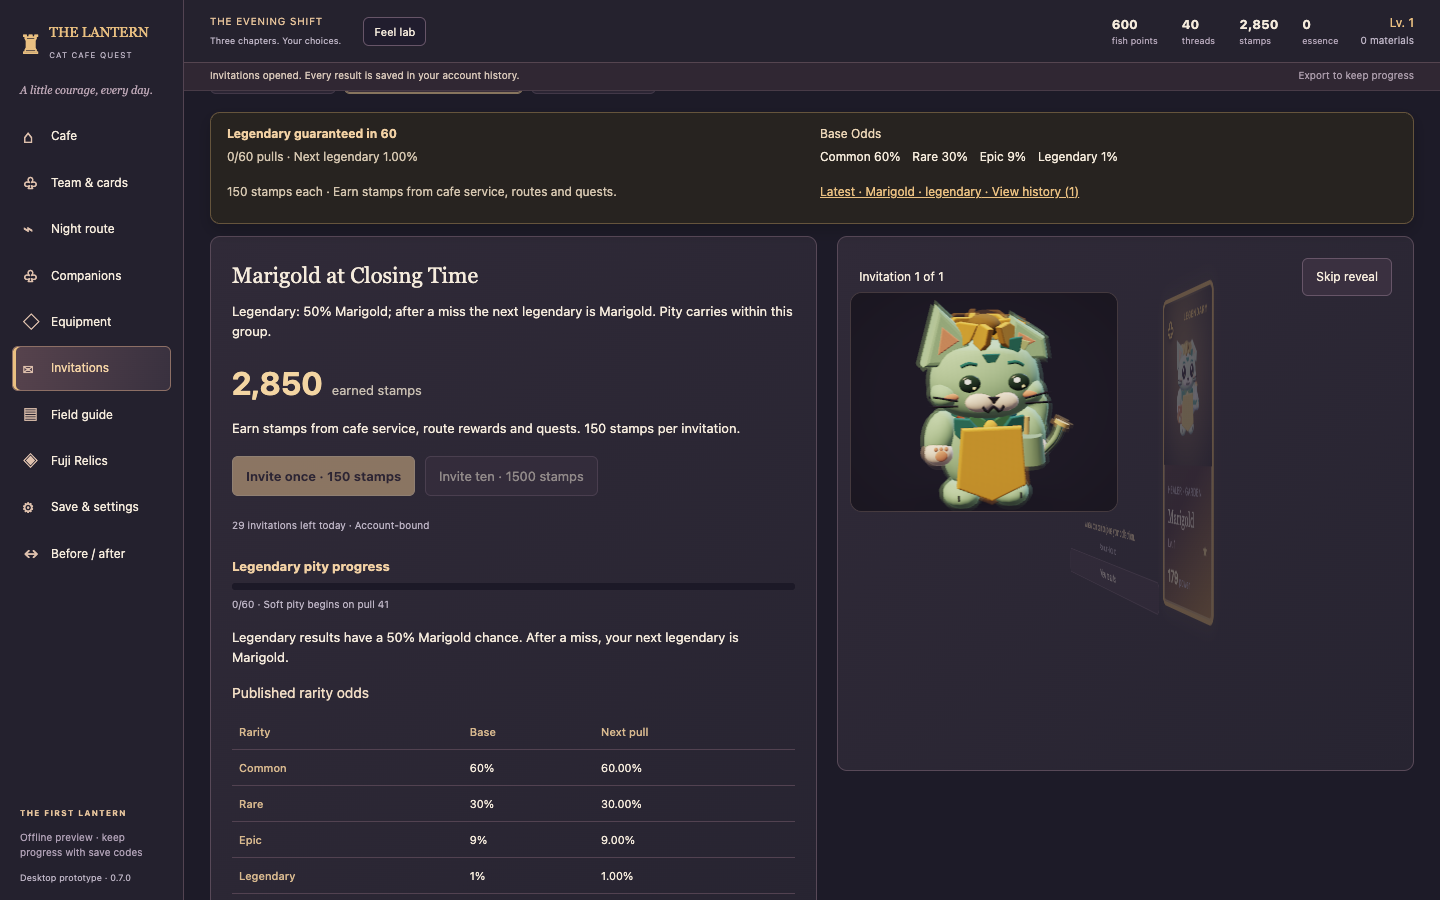 THE LANTERN
CAT CAFE QUEST
A little courage, every day.
Cafe
Team & cards
Night route
Companions
Equipment
Invitations
Field guide
Fuji Relics
Save & settings
Before / after
THE FIRST LANTERN
Offline preview · keep
progress with save codes
Desktop prototype · 0.7.0
THE EVENING SHIFT
Three chapters. Your choices.
Feel lab
600
fish points
40
threads
2,850
stamps
0
essence
Lv. 1
0 materials
Invitations opened. Every result is saved in your account history.
Export to keep progress
Legendary guaranteed in 60
0/60 pulls · Next legendary 1.00%
150 stamps each · Earn stamps from cafe service, routes and quests.
Base Odds
Common 60% Rare 30% Epic 9% Legendary 1%
Latest · Marigold · legendary · View history (1)
Marigold at Closing Time
Legendary: 50% Marigold; after a miss the next legendary is Marigold. Pity carries within this
group.
2,850 earned stamps
Earn stamps from cafe service, route rewards and quests. 150 stamps per invitation.
Invite once · 150 stamps
Invite ten · 1500 stamps
29 invitations left today · Account-bound
Legendary pity progress
0/60 · Soft pity begins on pull 41
Legendary results have a 50% Marigold chance. After a miss, your next legendary is
Marigold.
Published rarity odds
Rarity Base Next pull
Common 60% 60.00%
Rare 30% 30.00%
Epic 9% 9.00%
Legendary 1% 1.00%
Invitation 1 of 1
Skip reveal
LEGENDARY
Marigold
Lv. 1
179